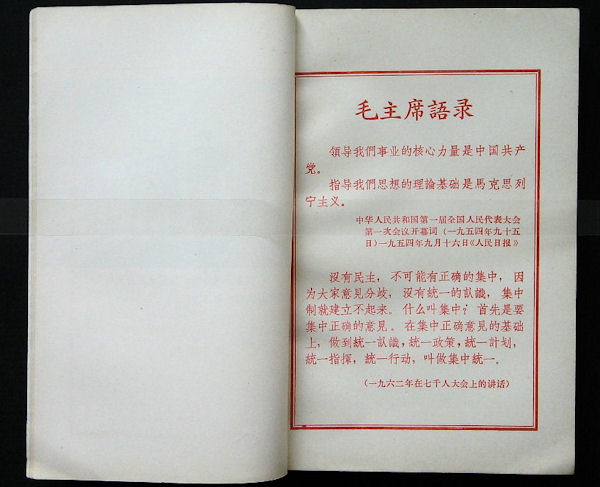 毛主席語录
領导我們事业的核心力量是中国共产
党。
指导我們思想的理論基础是馬克思列
宁主义。
中华人民共和国第一届全国人民代表大会
第一次会议开幕词（一九五四年九十五
日）一九五四年九月十六日《人民日报》
沒有民主，不可能有正确的集中，因
为大家意見分歧，沒有統一的訊識，集中
制就建立不起来。什么叫集中？首先是要
集中正确的意見。在集中正确意見的基础
上，做到統一訊識，統一政策，統一計划，
統一指揮，統一行动，叫做集中統一．
（一九六二年在七千人大会上的讲话）